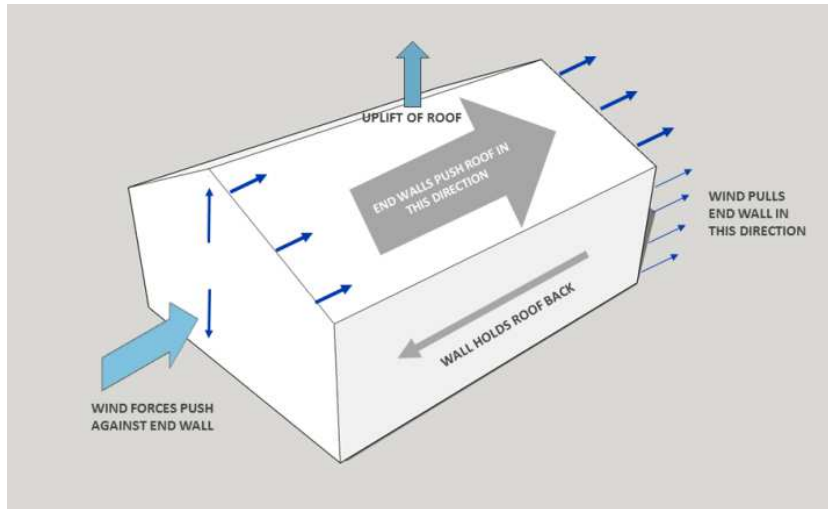 UPLIFT OF ROOF
END WALLS PUSH ROOF IN
THIS DIRECTION
WIND PULLS
END WALL IN
THIS DIRECTION
WALL HOLDS ROOF BACK
WIND FORCES PUSH
AGAINST END WALL